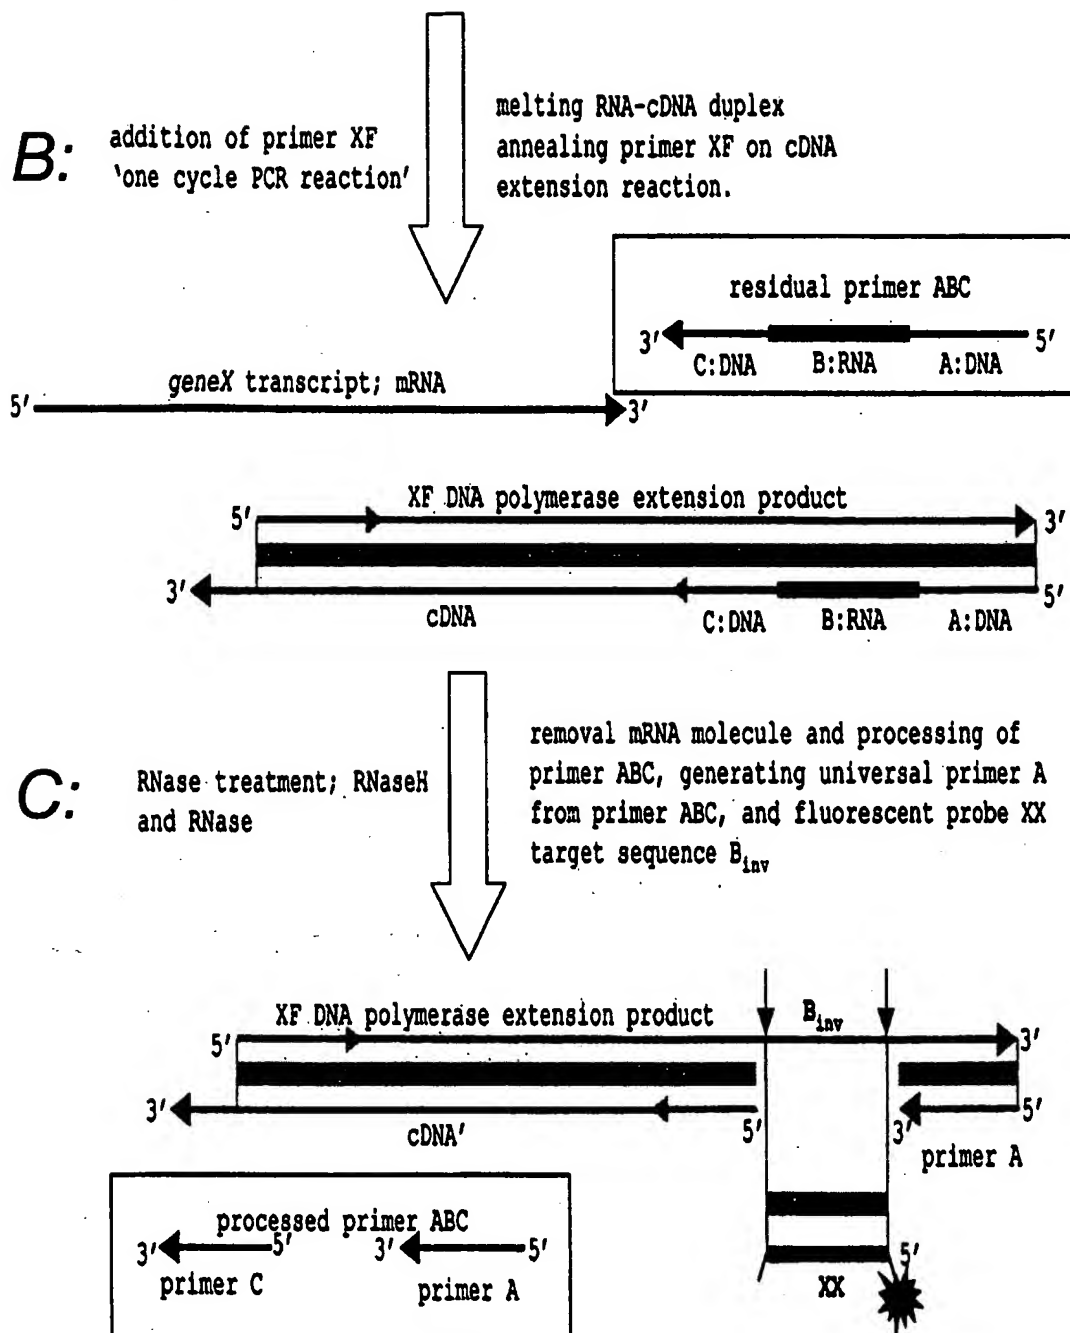 B:
addition of primer XF
'one cycle PCR reaction'
melting RNA-cDNA duplex
annealing primer XF on cDNA
extension reaction.
residual primer ABC
3' 5'
C:DNA B:RNA A:DNA
geneX transcript; mRNA
5' 3'
XF DNA polymerase extension product
5' 3'
3' 5'
cDNA C:DNA B:RNA A:DNA
C:
RNase treatment; RNaseH
and RNase
removal mRNA molecule and processing of
primer ABC, generating universal primer A
from primer ABC, and fluorescent probe XX
target sequence Binv
XF DNA polymerase extension product Binv
5' 3'
3' 5' 3' 5'
cDNA' primer A
processed primer ABC
3' 5' 3' 5'
primer C primer A
5'
XX